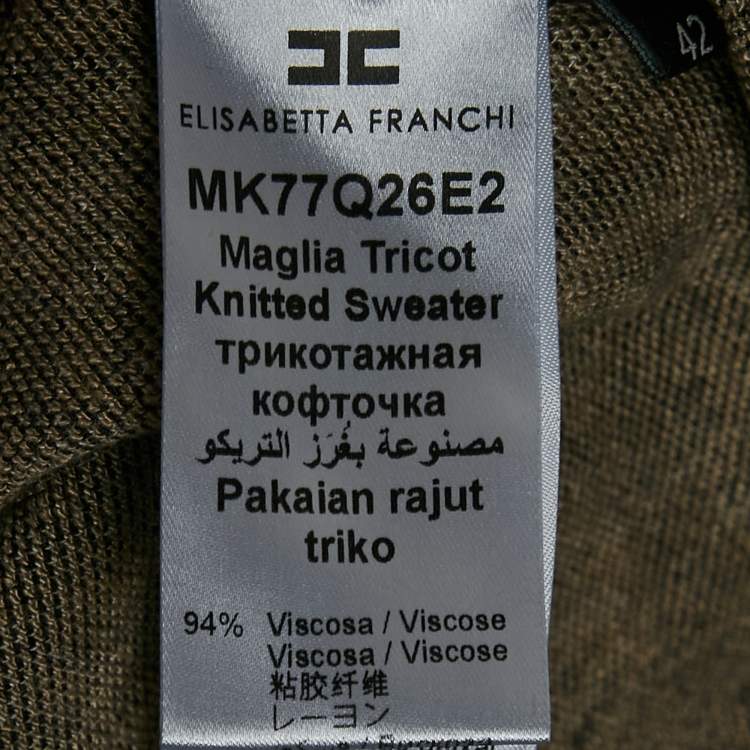 ELISABETTA FRANCHI
MK77Q26E2
Maglia Tricot
Knitted Sweater
трикотажная
кофточка
مصنوعة بغُرَز التريكو
Pakaian rajut
triko
94% Viscosa / Viscose
Viscosa / Viscose
粘胶纤维
レーヨン
42